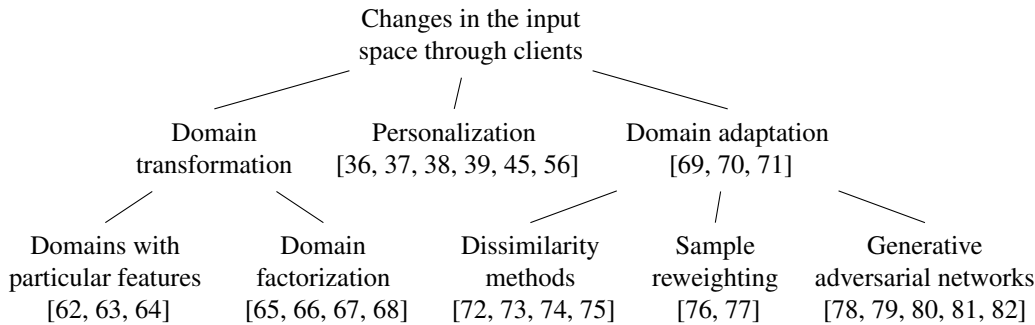 Changes in the input
space through clients
Domain
transformation
Personalization
[36, 37, 38, 39, 45, 56]
Domain adaptation
[69, 70, 71]
Domains with
particular features
[62, 63, 64]
Domain
factorization
[65, 66, 67, 68]
Dissimilarity
methods
[72, 73, 74, 75]
Sample
reweighting
[76, 77]
Generative
adversarial networks
[78, 79, 80, 81, 82]